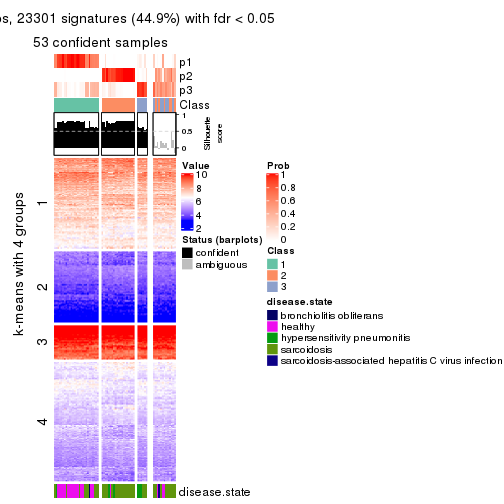 os, 23301 signatures (44.9%) with fdr < 0.05
53 confident samples
p1
p2
p3
Class
1
0.5
0
Silhouette
score
k-means with 4 groups
1
2
3
4
disease.state
Value
10
8
6
4
2
Status (barplots)
confident
ambiguous
Prob
1
0.8
0.6
0.4
0.2
0
Class
1
2
3
disease.state
bronchiolitis obliterans
healthy
hypersensitivity pneumonitis
sarcoidosis
sarcoidosis-associated hepatitis C virus infection